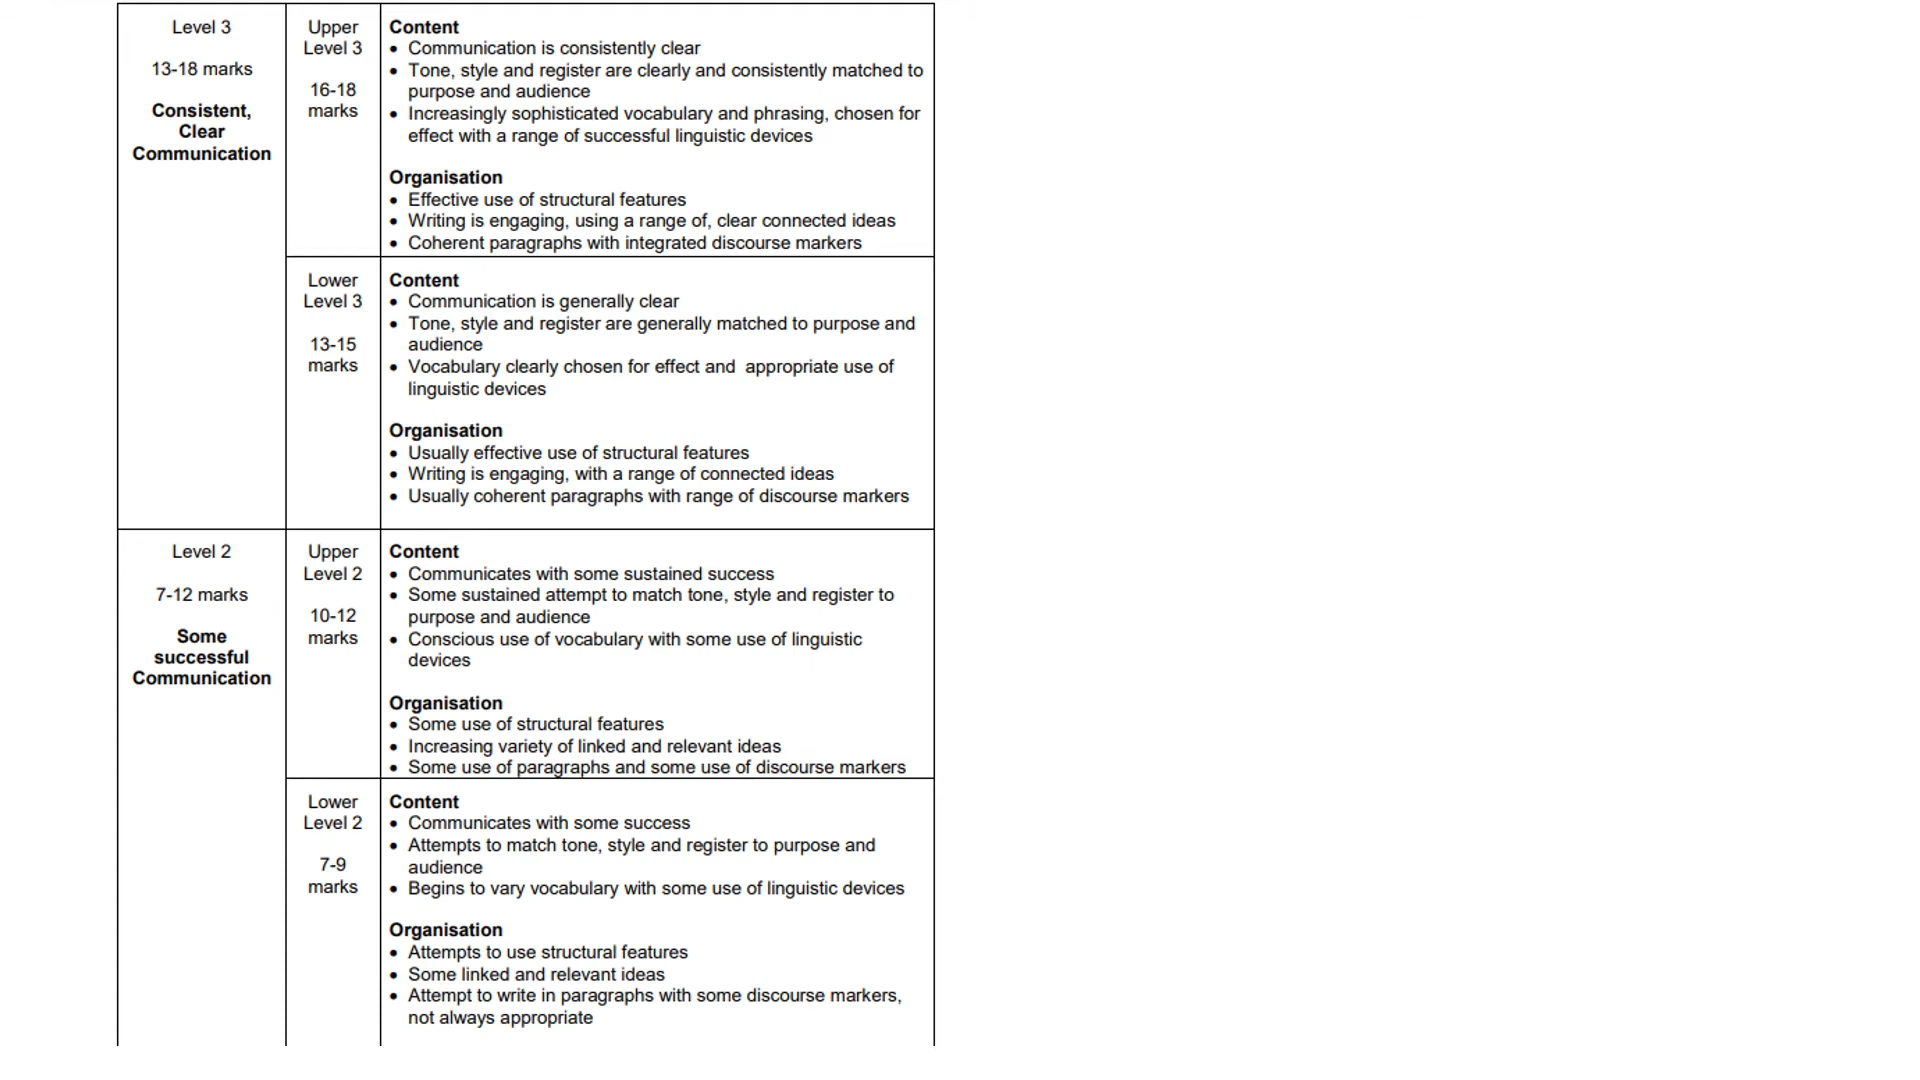 Level 3
13-18 marks
Consistent,
Clear
Communication
Upper
Level 3
16-18
marks
Content
• Communication is consistently clear
• Tone, style and register are clearly and consistently matched to
purpose and audience
• Increasingly sophisticated vocabulary and phrasing, chosen for
effect with a range of successful linguistic devices
Organisation
• Effective use of structural features
• Writing is engaging, using a range of, clear connected ideas
• Coherent paragraphs with integrated discourse markers
Lower
Level 3
13-15
marks
Content
• Communication is generally clear
• Tone, style and register are generally matched to purpose and
audience
• Vocabulary clearly chosen for effect and appropriate use of
linguistic devices
Organisation
• Usually effective use of structural features
• Writing is engaging, with a range of connected ideas
• Usually coherent paragraphs with range of discourse markers
Level 2
7-12 marks
Some
successful
Communication
Upper
Level 2
10-12
marks
Content
• Communicates with some sustained success
• Some sustained attempt to match tone, style and register to
purpose and audience
• Conscious use of vocabulary with some use of linguistic
devices
Organisation
• Some use of structural features
• Increasing variety of linked and relevant ideas
• Some use of paragraphs and some use of discourse markers
Lower
Level 2
7-9
marks
Content
• Communicates with some success
• Attempts to match tone, style and register to purpose and
audience
• Begins to vary vocabulary with some use of linguistic devices
Organisation
• Attempts to use structural features
• Some linked and relevant ideas
• Attempt to write in paragraphs with some discourse markers,
not always appropriate